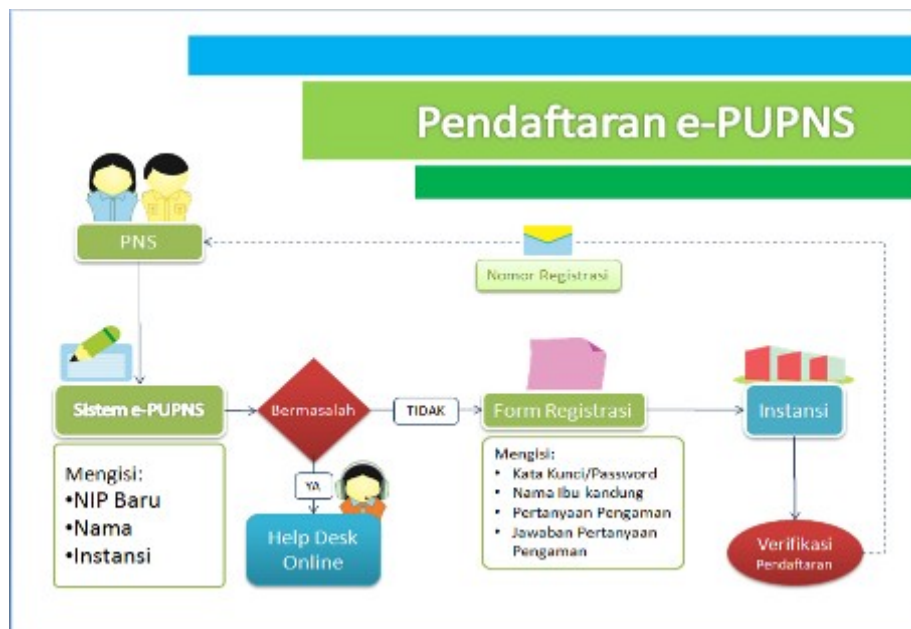 Pendaftaran e-PUPNS
PNS
Nomor Registrasi
Sistem e-PUPNS
Bermasalah
TIDAK
Form Registrasi
Instansi
Mengisi:
•NIP Baru
•Nama
•Instansi
YA
Help Desk
Online
Mengisi:
• Kata Kunci/Password
• Nama Ibu kandung
• Pertanyaan Pengaman
• Jawaban Pertanyaan
Pengaman
Verifikasi
Pendaftaran